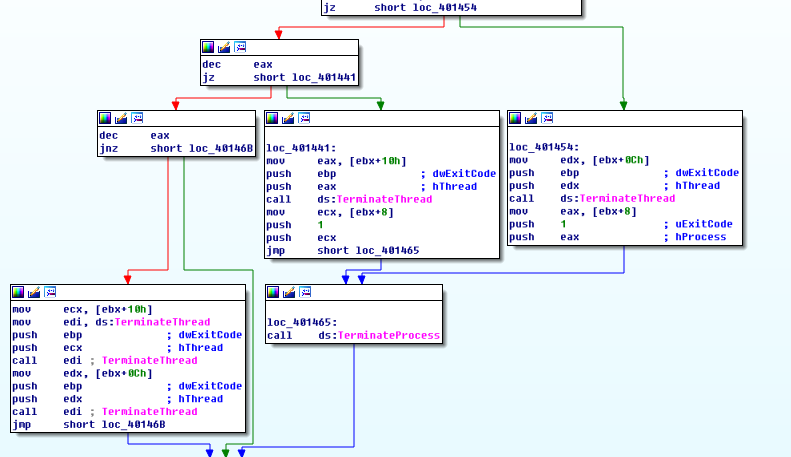 jz      short loc_401454
dec     eax
jz      short loc_401441
dec     eax
jnz     short loc_40146B
loc_401441:
mov     eax, [ebx+10h]
push    ebp             ; dwExitCode
push    eax             ; hThread
call    ds:TerminateThread
mov     ecx, [ebx+8]
push    1
push    ecx
jmp     short loc_401465
loc_401454:
mov     edx, [ebx+0Ch]
push    ebp             ; dwExitCode
push    edx             ; hThread
call    ds:TerminateThread
mov     eax, [ebx+8]
push    1               ; uExitCode
push    eax             ; hProcess
mov     ecx, [ebx+10h]
mov     edi, ds:TerminateThread
push    ebp             ; dwExitCode
push    ecx             ; hThread
call    edi ; TerminateThread
mov     edx, [ebx+0Ch]
push    ebp             ; dwExitCode
push    edx             ; hThread
call    edi ; TerminateThread
jmp     short loc_40146B
loc_401465:
call    ds:TerminateProcess